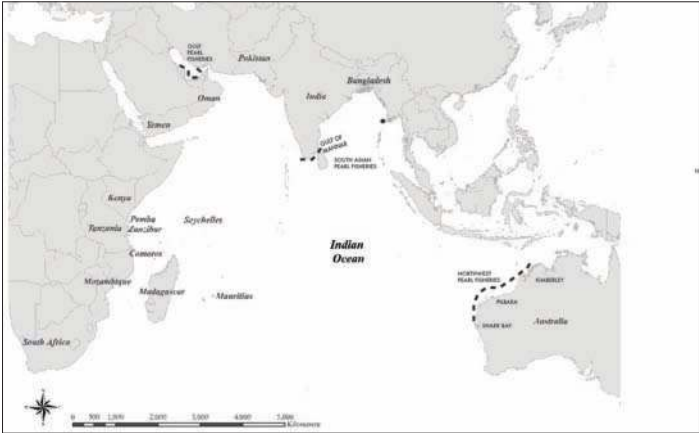 GULF
PEARL
FISHERIES
Pakistan
Bangladesh
Oman
India
Yemen
GULF OF
MANNAR
SOUTH ASIAN
PEARL FISHERIES
Kenya
Pemba
Zanzibar
Tanzania
Seychelles
Indian
Ocean
Comoros
Mozambique
Madagascar
Mauritius
NORTHWEST
PEARL FISHERIES
KIMBERLEY
PILBARA
SHARK BAY
Australia
South Africa
0 500 1,000 2,000 3,000 4,000 5,000
Kilometers